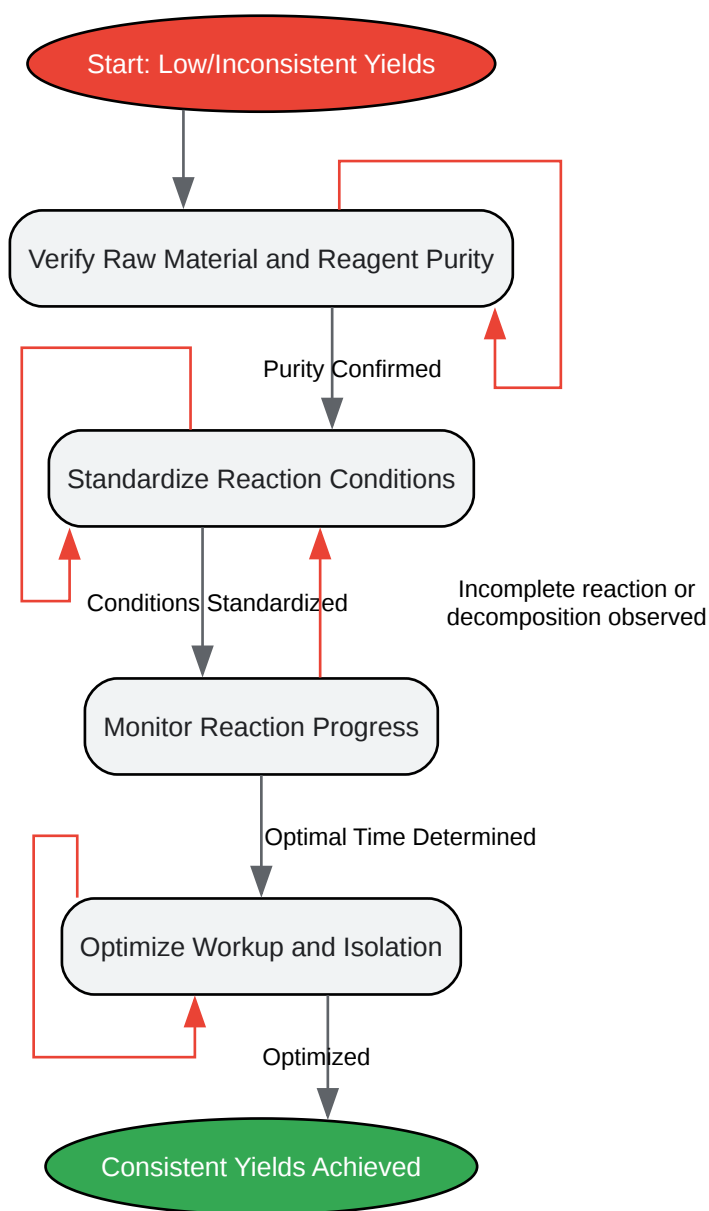 Start: Low/Inconsistent Yields
Verify Raw Material and Reagent Purity
Purity Confirmed
Standardize Reaction Conditions
Conditions Standardized
Incomplete reaction or
decomposition observed
Monitor Reaction Progress
Optimal Time Determined
Optimize Workup and Isolation
Optimized
Consistent Yields Achieved